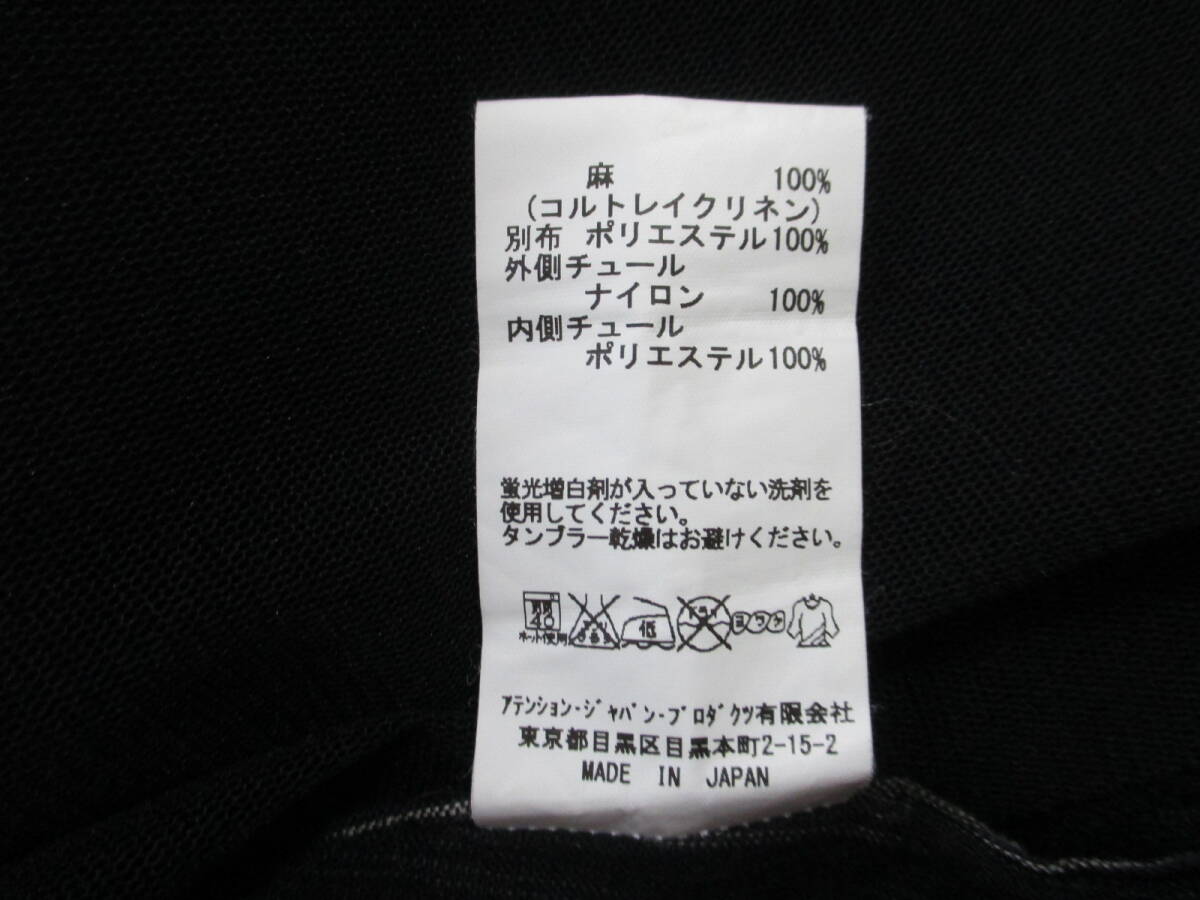 麻 100%
(コルトレイクリネン)
別布 ポリエステル100%
外側チュール
ナイロン 100%
内側チュール
ポリエステル100%
蛍光増白剤が入っていない洗剤を
使用してください。
タンブラー乾燥はお避けください。
40 低 ドライ ヨワク
ネット使用
ｱﾃﾝｼｮﾝ･ｼﾞｬﾊﾟﾝ･ﾌﾟﾛﾀﾞｸﾂ有限会社
東京都目黒区目黒本町2-15-2
MADE IN JAPAN